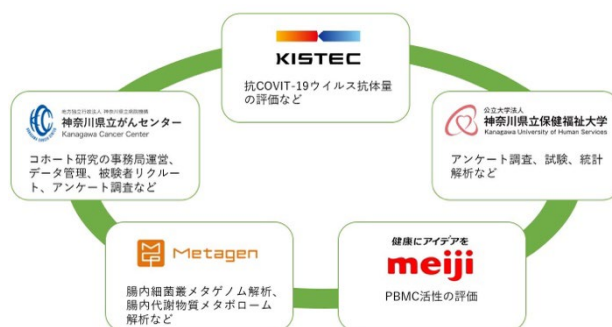 KISTEC
抗COVIT-19ウイルス抗体量
の評価など
地方独立行政法人 神奈川県立病院機構
神奈川県立がんセンター
Kanagawa Cancer Center
コホート研究の事務局運営、
データ管理、被験者リクルー
ト、アンケート調査など
公立大学法人
神奈川県立保健福祉大学
Kanagawa University of Human Services
アンケート調査、試験、統計
解析など
Metagen
腸内細菌叢メタゲノム解析、
腸内代謝物質メタボローム
解析など
健康にアイデアを
meiji
PBMC活性の評価